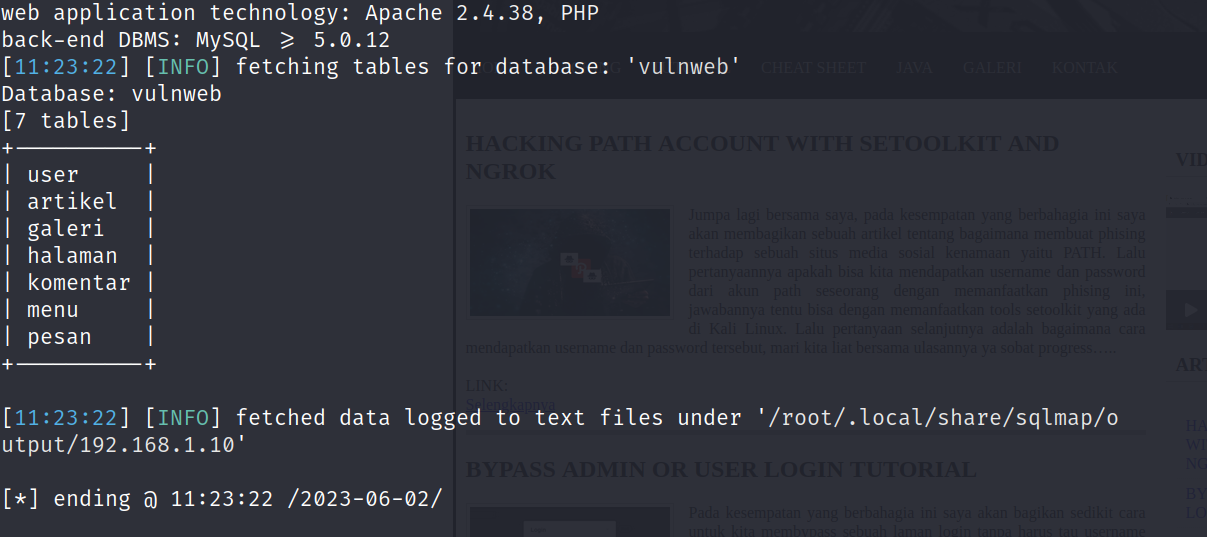 web application technology: Apache 2.4.38, PHP
back-end DBMS: MySQL ≥ 5.0.12
[11:23:22] [INFO] fetching tables for database: 'vulnweb'
Database: vulnweb
[7 tables]
+----------+
| user |
| artikel |
| galeri |
| halaman |
| komentar |
| menu |
| pesan |
+----------+
[11:23:22] [INFO] fetched data logged to text files under '/root/.local/share/sqlmap/o
utput/192.168.1.10'
[*] ending @ 11:23:22 /2023-06-02/
CHEAT SHEET JAVA GALERI KONTAK
HACKING PATH ACCOUNT WITH SETOOLKIT AND
NGROK
Jumpa lagi bersama saya, pada kesempatan yang berbahagia ini saya
akan membagikan sebuah artikel tentang bagaimana membuat phising
terhadap sebuah situs media sosial kenamaan yaitu PATH. Lalu
pertanyaannya apakah bisa kita mendapatkan username dan password
dari akun path seseorang dengan memanfaatkan phising ini,
jawabannya tentu bisa dengan memanfaatkan tools setoolkit yang ada
di Kali Linux. Lalu pertanyaan selanjutnya adalah bagaimana cara
mendapatkan username dan password tersebut, mari kita liat bersama ulasannya ya sobat progress.....
LINK:
Selengkapnya
BYPASS ADMIN OR USER LOGIN TUTORIAL
Pada kesempatan yang berbahagia ini saya akan bagikan sedikit cara
untuk kita membypass sebuah laman login tanpa harus tau username
VID
ART
HA
WI
NG
BY
LO